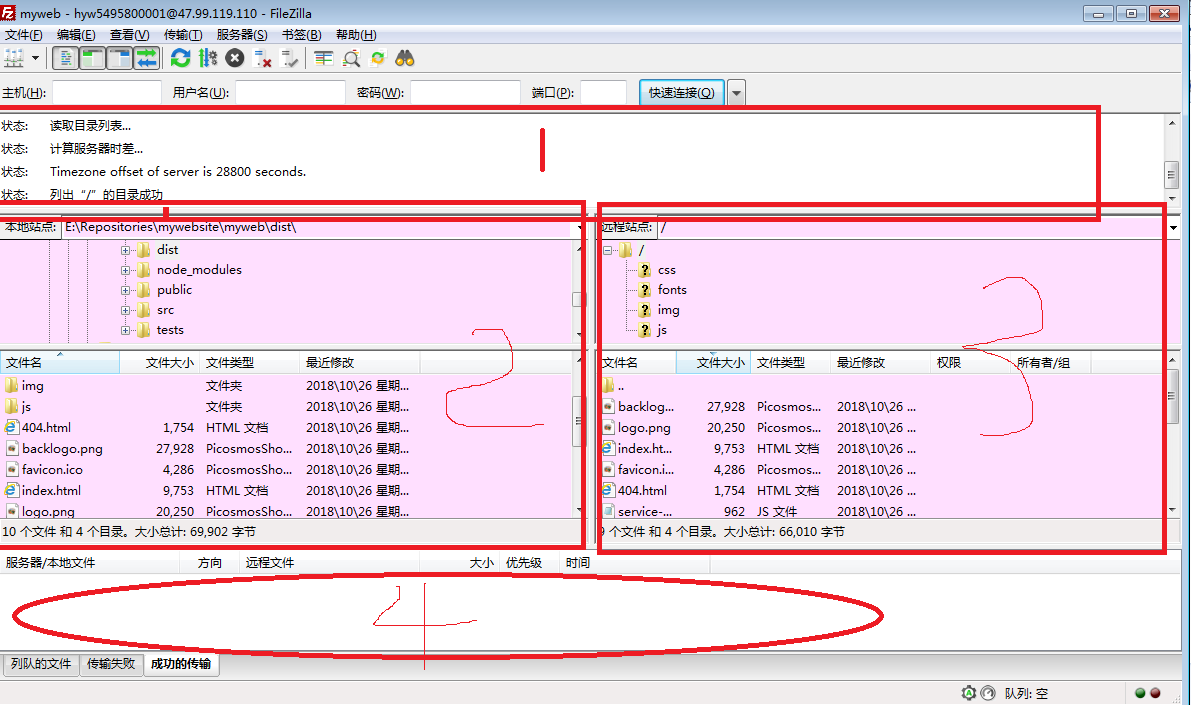 myweb - hyw5495800001@47.99.119.110 - FileZilla
文件(F) 编辑(E) 查看(V) 传输(T) 服务器(S) 书签(B) 帮助(H)
主机(H): 用户名(U): 密码(W): 端口(P): 快速连接(Q)
状态: 读取目录列表...
状态: 计算服务器时差...
状态: Timezone offset of server is 28800 seconds.
状态: 列出“/”的目录成功
1
本地站点: E:\Repositories\mywebsite\myweb\dist\
dist
node_modules
public
src
tests
文件名 文件大小 文件类型 最近修改
img 文件夹 2018\10\26 星期...
js 文件夹 2018\10\26 星期...
404.html 1,754 HTML 文档 2018\10\26 星期...
backlogo.png 27,928 PicosmosSho... 2018\10\26 星期...
favicon.ico 4,286 PicosmosSho... 2018\10\26 星期...
index.html 9,753 HTML 文档 2018\10\26 星期...
logo.png 20,250 PicosmosSho... 2018\10\26 星期...
10 个文件 和 4 个目录。大小总计: 69,902 字节
2
远程站点: /
/
css
fonts
img
js
文件名 文件大小 文件类型 最近修改 权限 所有者/组
..
backlog... 27,928 Picosmos... 2018\10\26 ...
logo.png 20,250 Picosmos... 2018\10\26 ...
index.ht... 9,753 HTML 文档 2018\10\26 ...
favicon.i... 4,286 Picosmos... 2018\10\26 ...
404.html 1,754 HTML 文档 2018\10\26 ...
service-... 962 JS 文件 2018\10\26 ...
9 个文件 和 4 个目录。大小总计: 66,010 字节
3
服务器/本地文件 方向 远程文件 大小 优先级 时间
4
列队的文件 传输失败 成功的传输
队列: 空